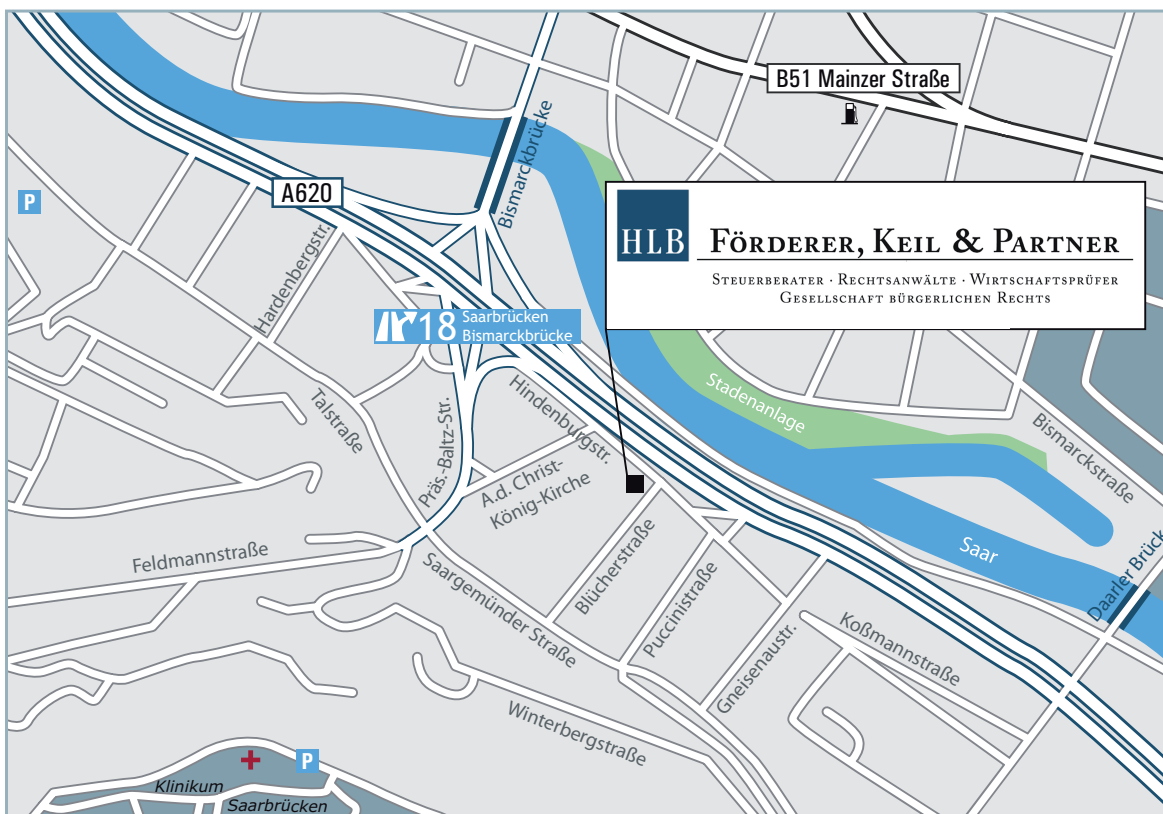 B51 Mainzer Straße
Bismarckbrücke
P
A620
HLB
FÖRDERER, KEIL & PARTNER
STEUERBERATER · RECHTSANWÄLTE · WIRTSCHAFTSPRÜFER
GESELLSCHAFT BÜRGERLICHEN RECHTS
Hardenbergstr.
18
Saarbrücken
Bismarckbrücke
Stadenanlage
Hindenburgstr.
Talstraße
Präs.-Baltz-Str.
Bismarckstraße
A.d. Christ-
König-Kirche
Feldmannstraße
Saar
Blücherstraße
Daarler Brück
Saargemünder Straße
Puccinistraße
Gneisenaustr.
Koßmannstraße
Winterbergstraße
P
Klinikum
Saarbrücken